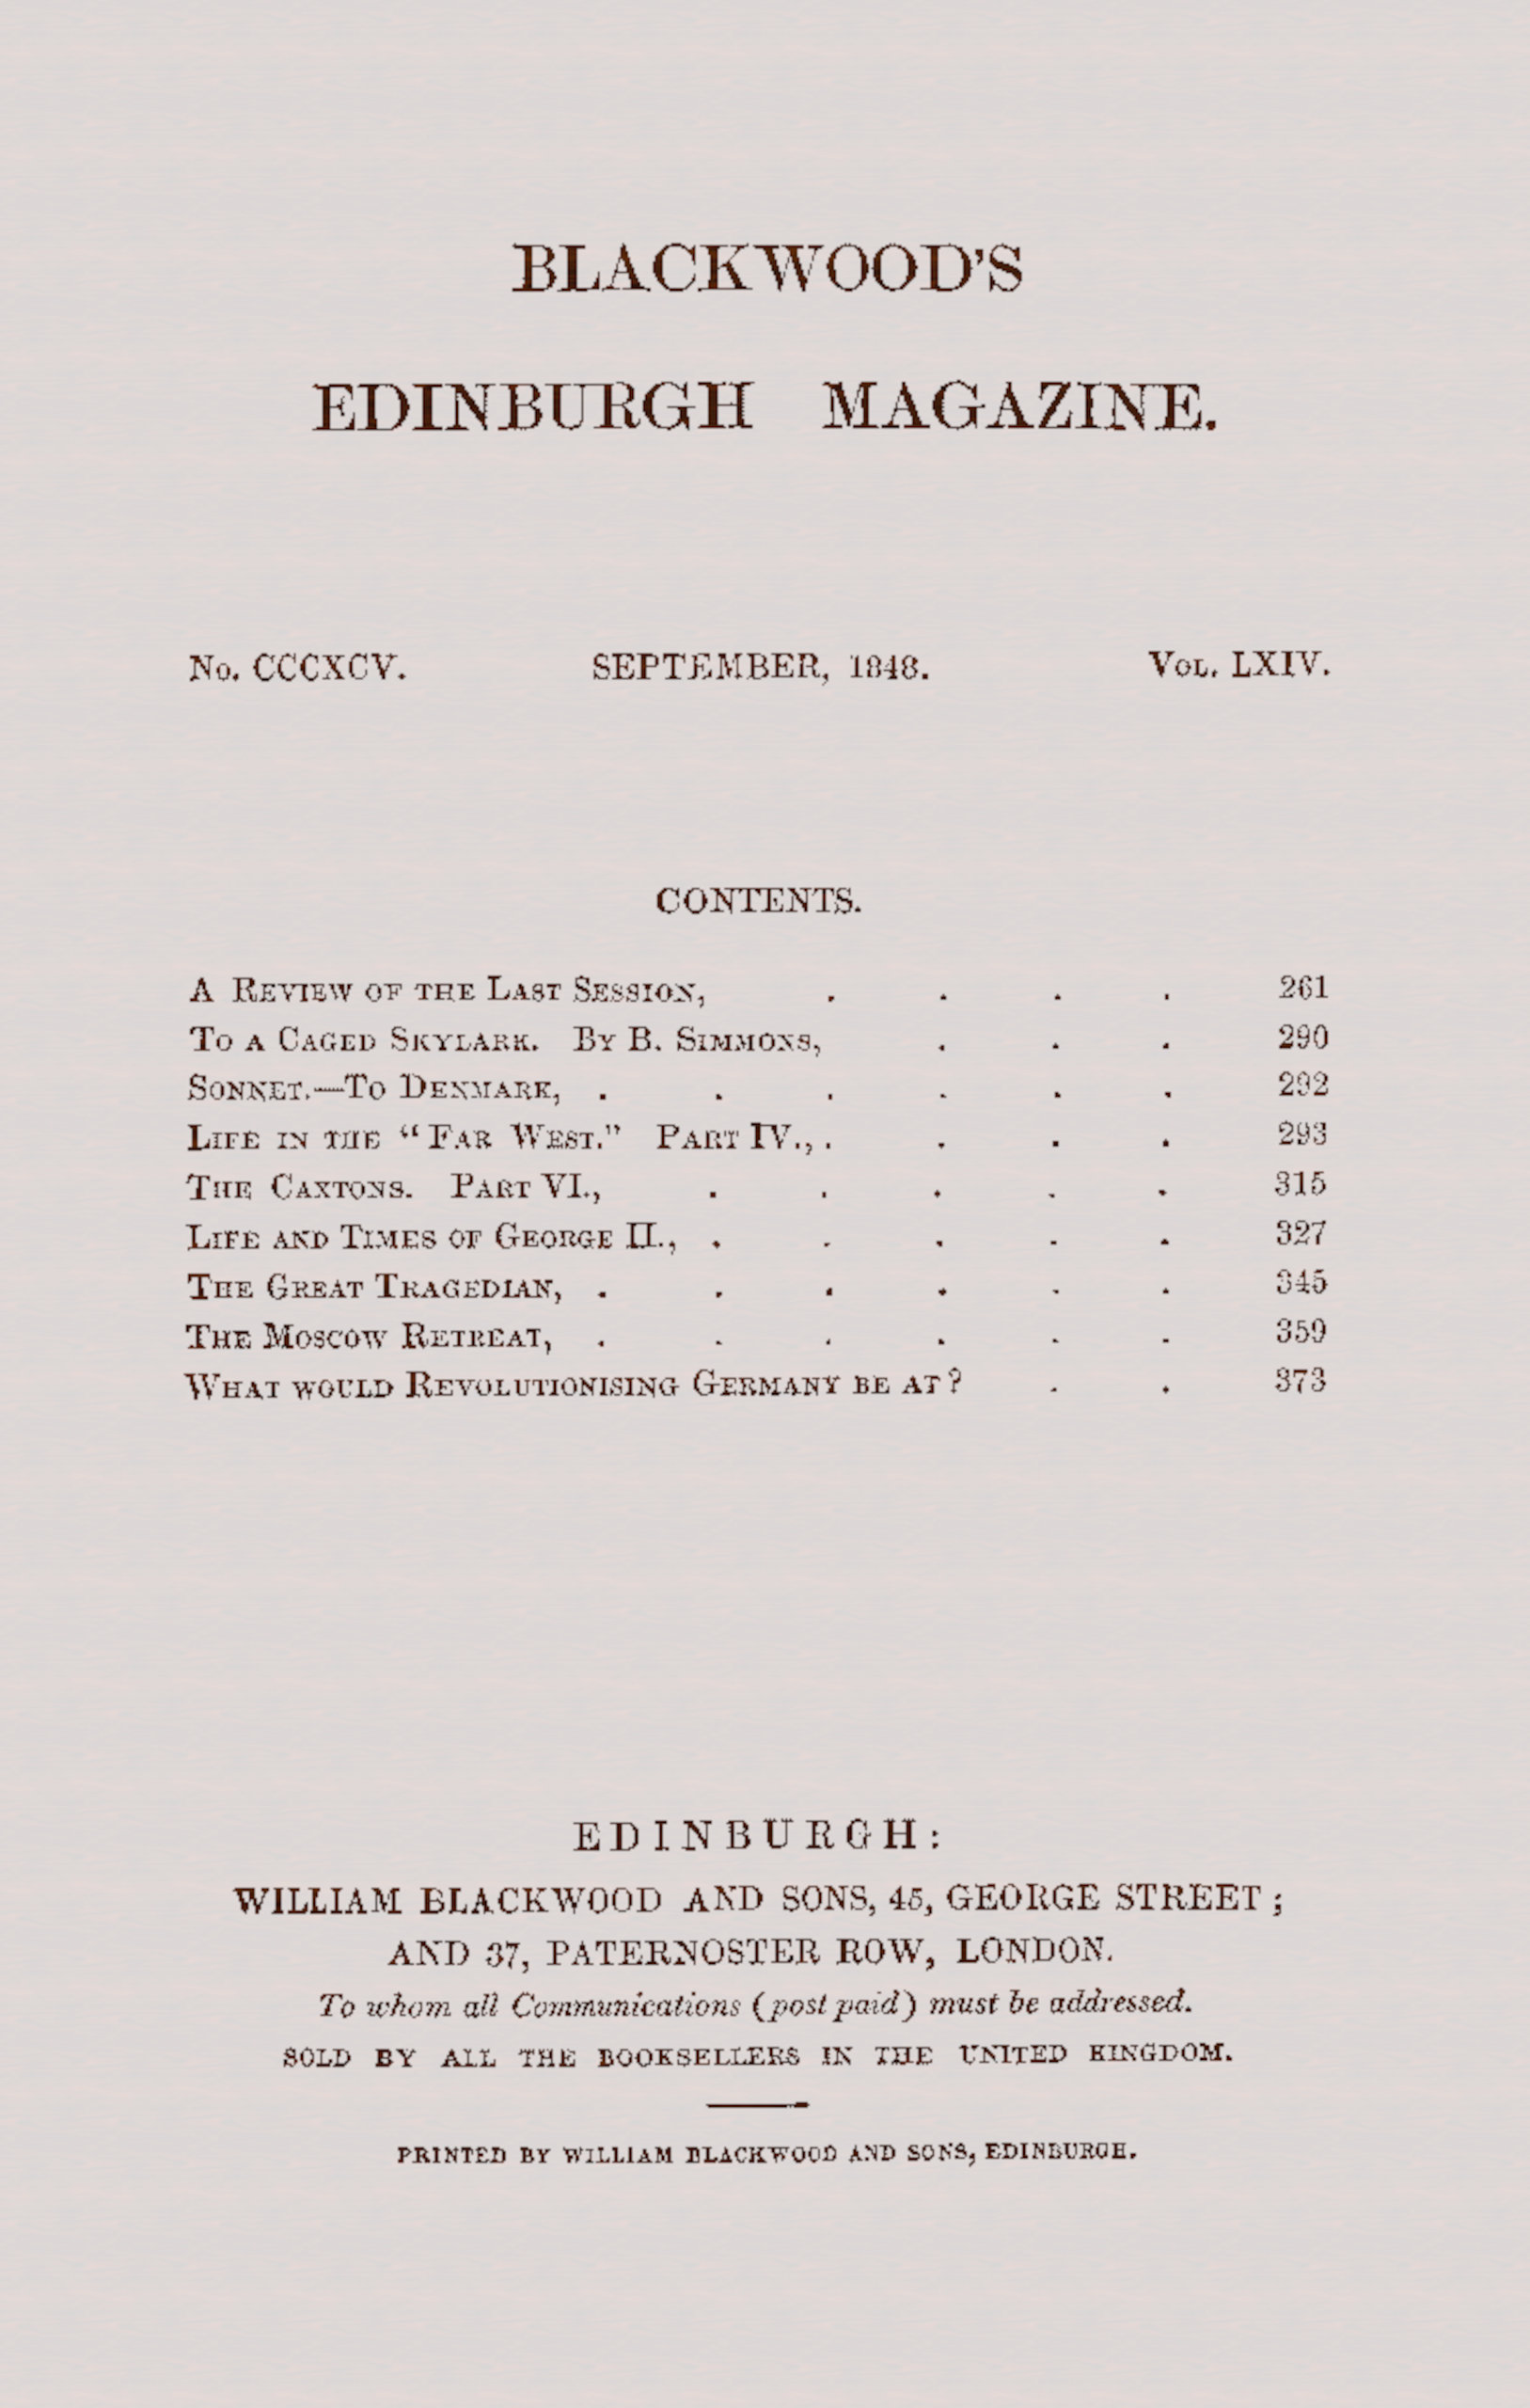 BLACKWOOD'S
EDINBURGH MAGAZINE.
No. CCCXCV. SEPTEMBER, 1848. VOL. LXIV.
CONTENTS.
A REVIEW OF THE LAST SESSION, . . . . 261
TO A CAGED SKYLARK. BY B. SIMMONS, . . . 290
SONNET.—TO DENMARK, . . . . . . 292
LIFE IN THE “FAR WEST.” PART IV., . . . . 293
THE CAXTONS. PART VI., . . . . . 315
LIFE AND TIMES OF GEORGE II., . . . . . 327
THE GREAT TRAGEDIAN, . . . . . . 345
THE MOSCOW RETREAT, . . . . . . 359
WHAT WOULD REVOLUTIONISING GERMANY BE AT? . . 373
EDINBURGH:
WILLIAM BLACKWOOD AND SONS, 45, GEORGE STREET;
AND 37, PATERNOSTER ROW, LONDON.
To whom all Communications (post paid) must be addressed.
SOLD BY ALL THE BOOKSELLERS IN THE UNITED KINGDOM.
PRINTED BY WILLIAM BLACKWOOD AND SONS, EDINBURGH.